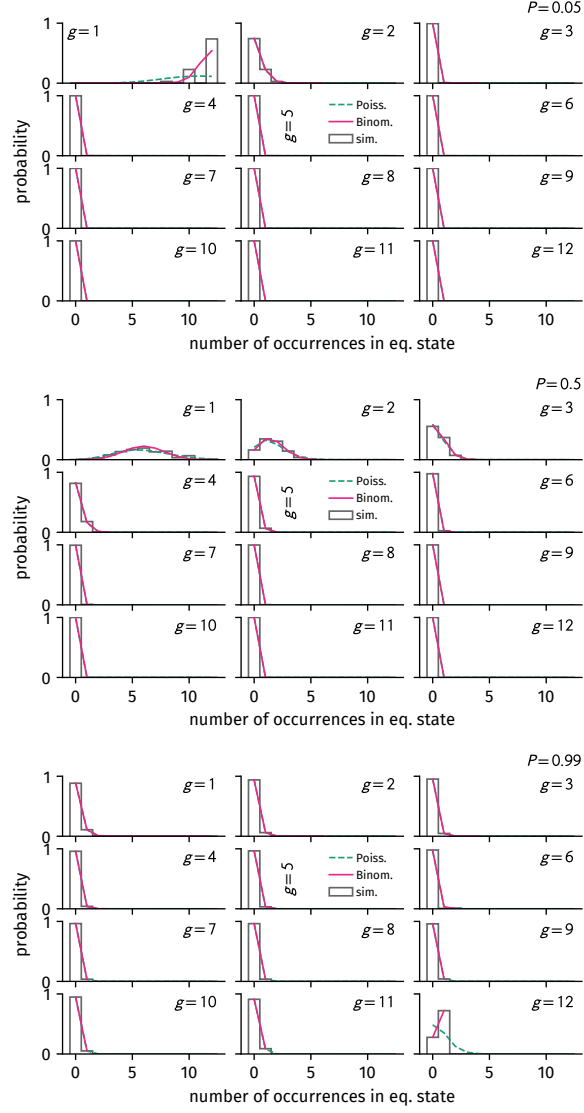 P = 0.05
1
g = 1
g = 2
g = 3
0
1
g = 4
g = 5
Poiss.
Binom.
sim.
g = 6
0
1
g = 7
g = 8
g = 9
0
1
g = 10
g = 11
g = 12
0
0 5 10 0 5 10 0 5 10
probability
number of occurrences in eq. state
P = 0.5
1
g = 1
g = 2
g = 3
0
1
g = 4
g = 5
Poiss.
Binom.
sim.
g = 6
0
1
g = 7
g = 8
g = 9
0
1
g = 10
g = 11
g = 12
0
0 5 10 0 5 10 0 5 10
probability
number of occurrences in eq. state
P = 0.99
1
g = 1
g = 2
g = 3
0
1
g = 4
g = 5
Poiss.
Binom.
sim.
g = 6
0
1
g = 7
g = 8
g = 9
0
1
g = 10
g = 11
g = 12
0
0 5 10 0 5 10 0 5 10
probability
number of occurrences in eq. state